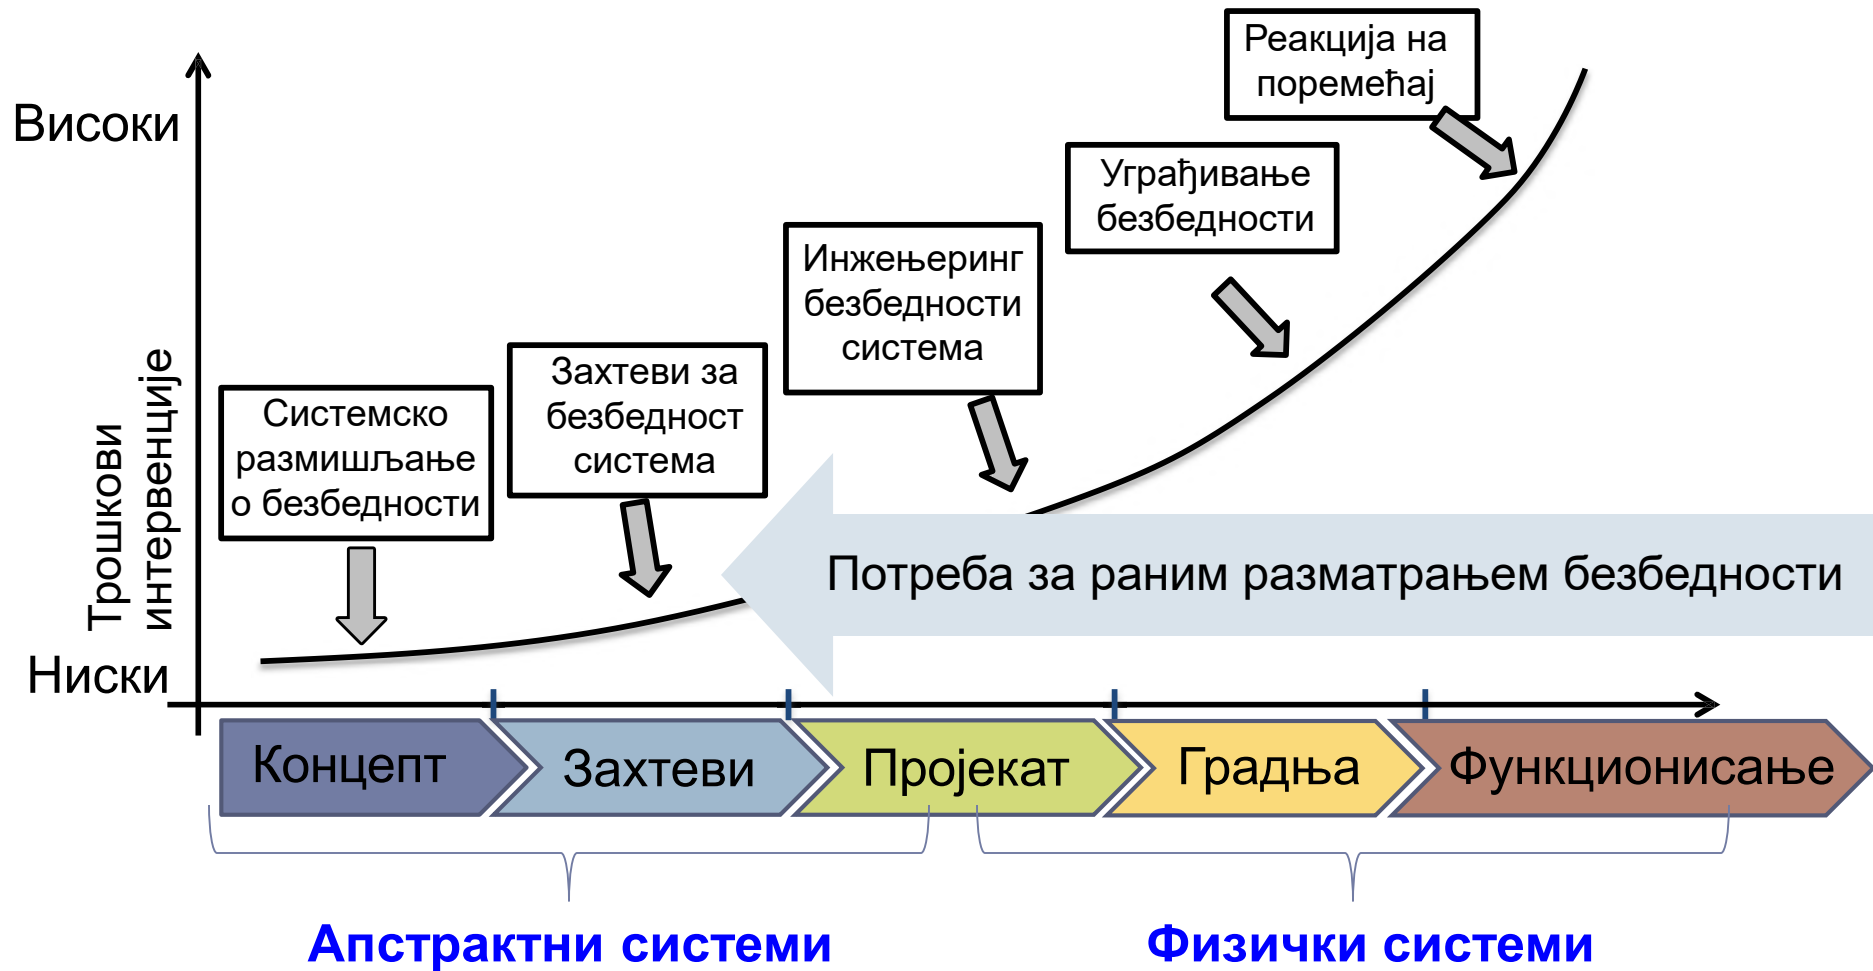 Реакција на
поремећај
Високи
Уграђивање
безбедности
Инжењеринг
безбедности
система
Захтеви за
безбедност
система
Системско
размишљање
о безбедности
Трошкови
интервенције
Потреба за раним разматрањем безбедности
Ниски
Концепт
Захтеви
Пројекат
Градња
Функционисање
Апстрактни системи
Физички системи